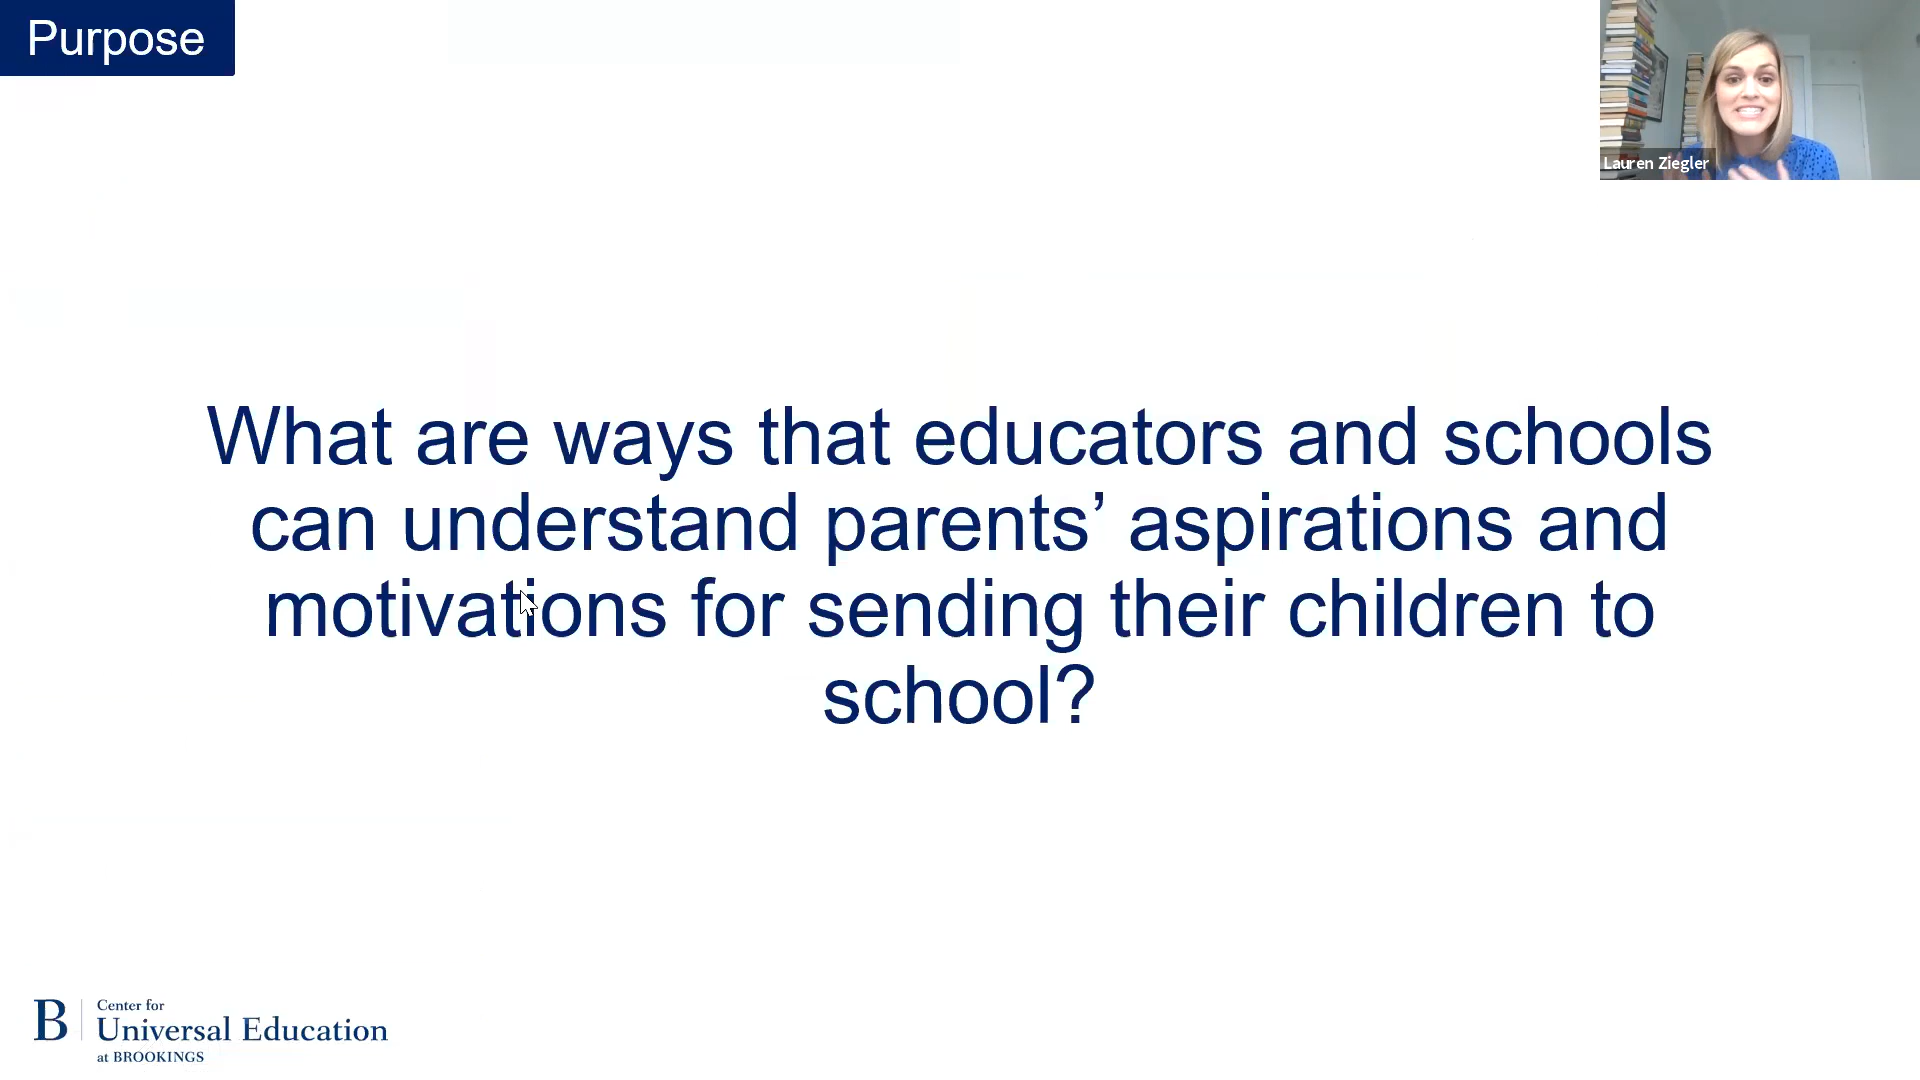 Purpose
Lauren Ziegler
What are ways that educators and schools
can understand parents’ aspirations and
motivations for sending their children to
school?
B
Center for
Universal Education
at BROOKINGS